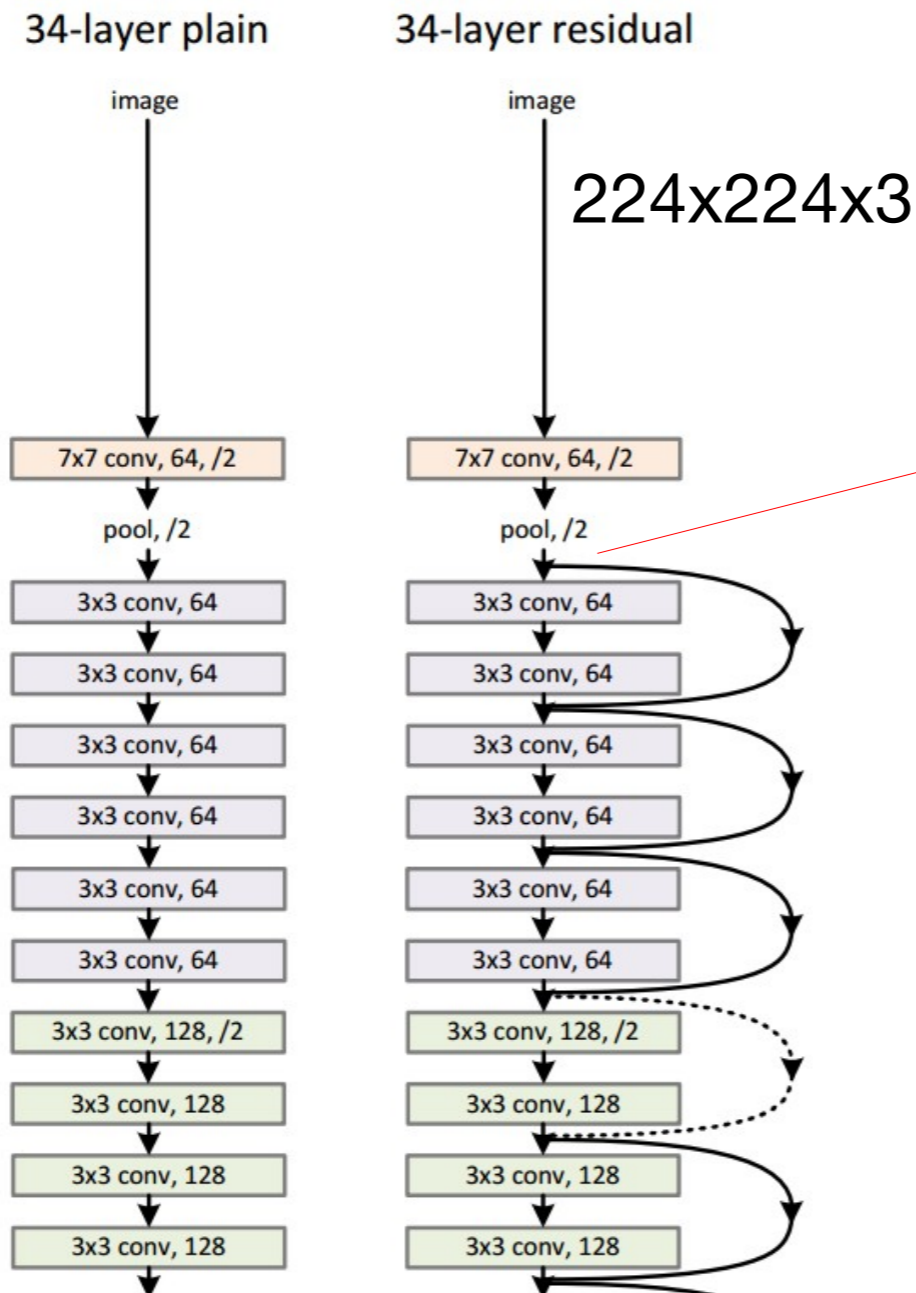 34-layer plain
image
7x7 conv, 64, /2
pool, /2
3x3 conv, 64
3x3 conv, 64
3x3 conv, 64
3x3 conv, 64
3x3 conv, 64
3x3 conv, 64
3x3 conv, 128, /2
3x3 conv, 128
3x3 conv, 128
3x3 conv, 128
34-layer residual
image
224x224x3
7x7 conv, 64, /2
pool, /2
3x3 conv, 64
3x3 conv, 64
3x3 conv, 64
3x3 conv, 64
3x3 conv, 64
3x3 conv, 64
3x3 conv, 128, /2
3x3 conv, 128
3x3 conv, 128
3x3 conv, 128